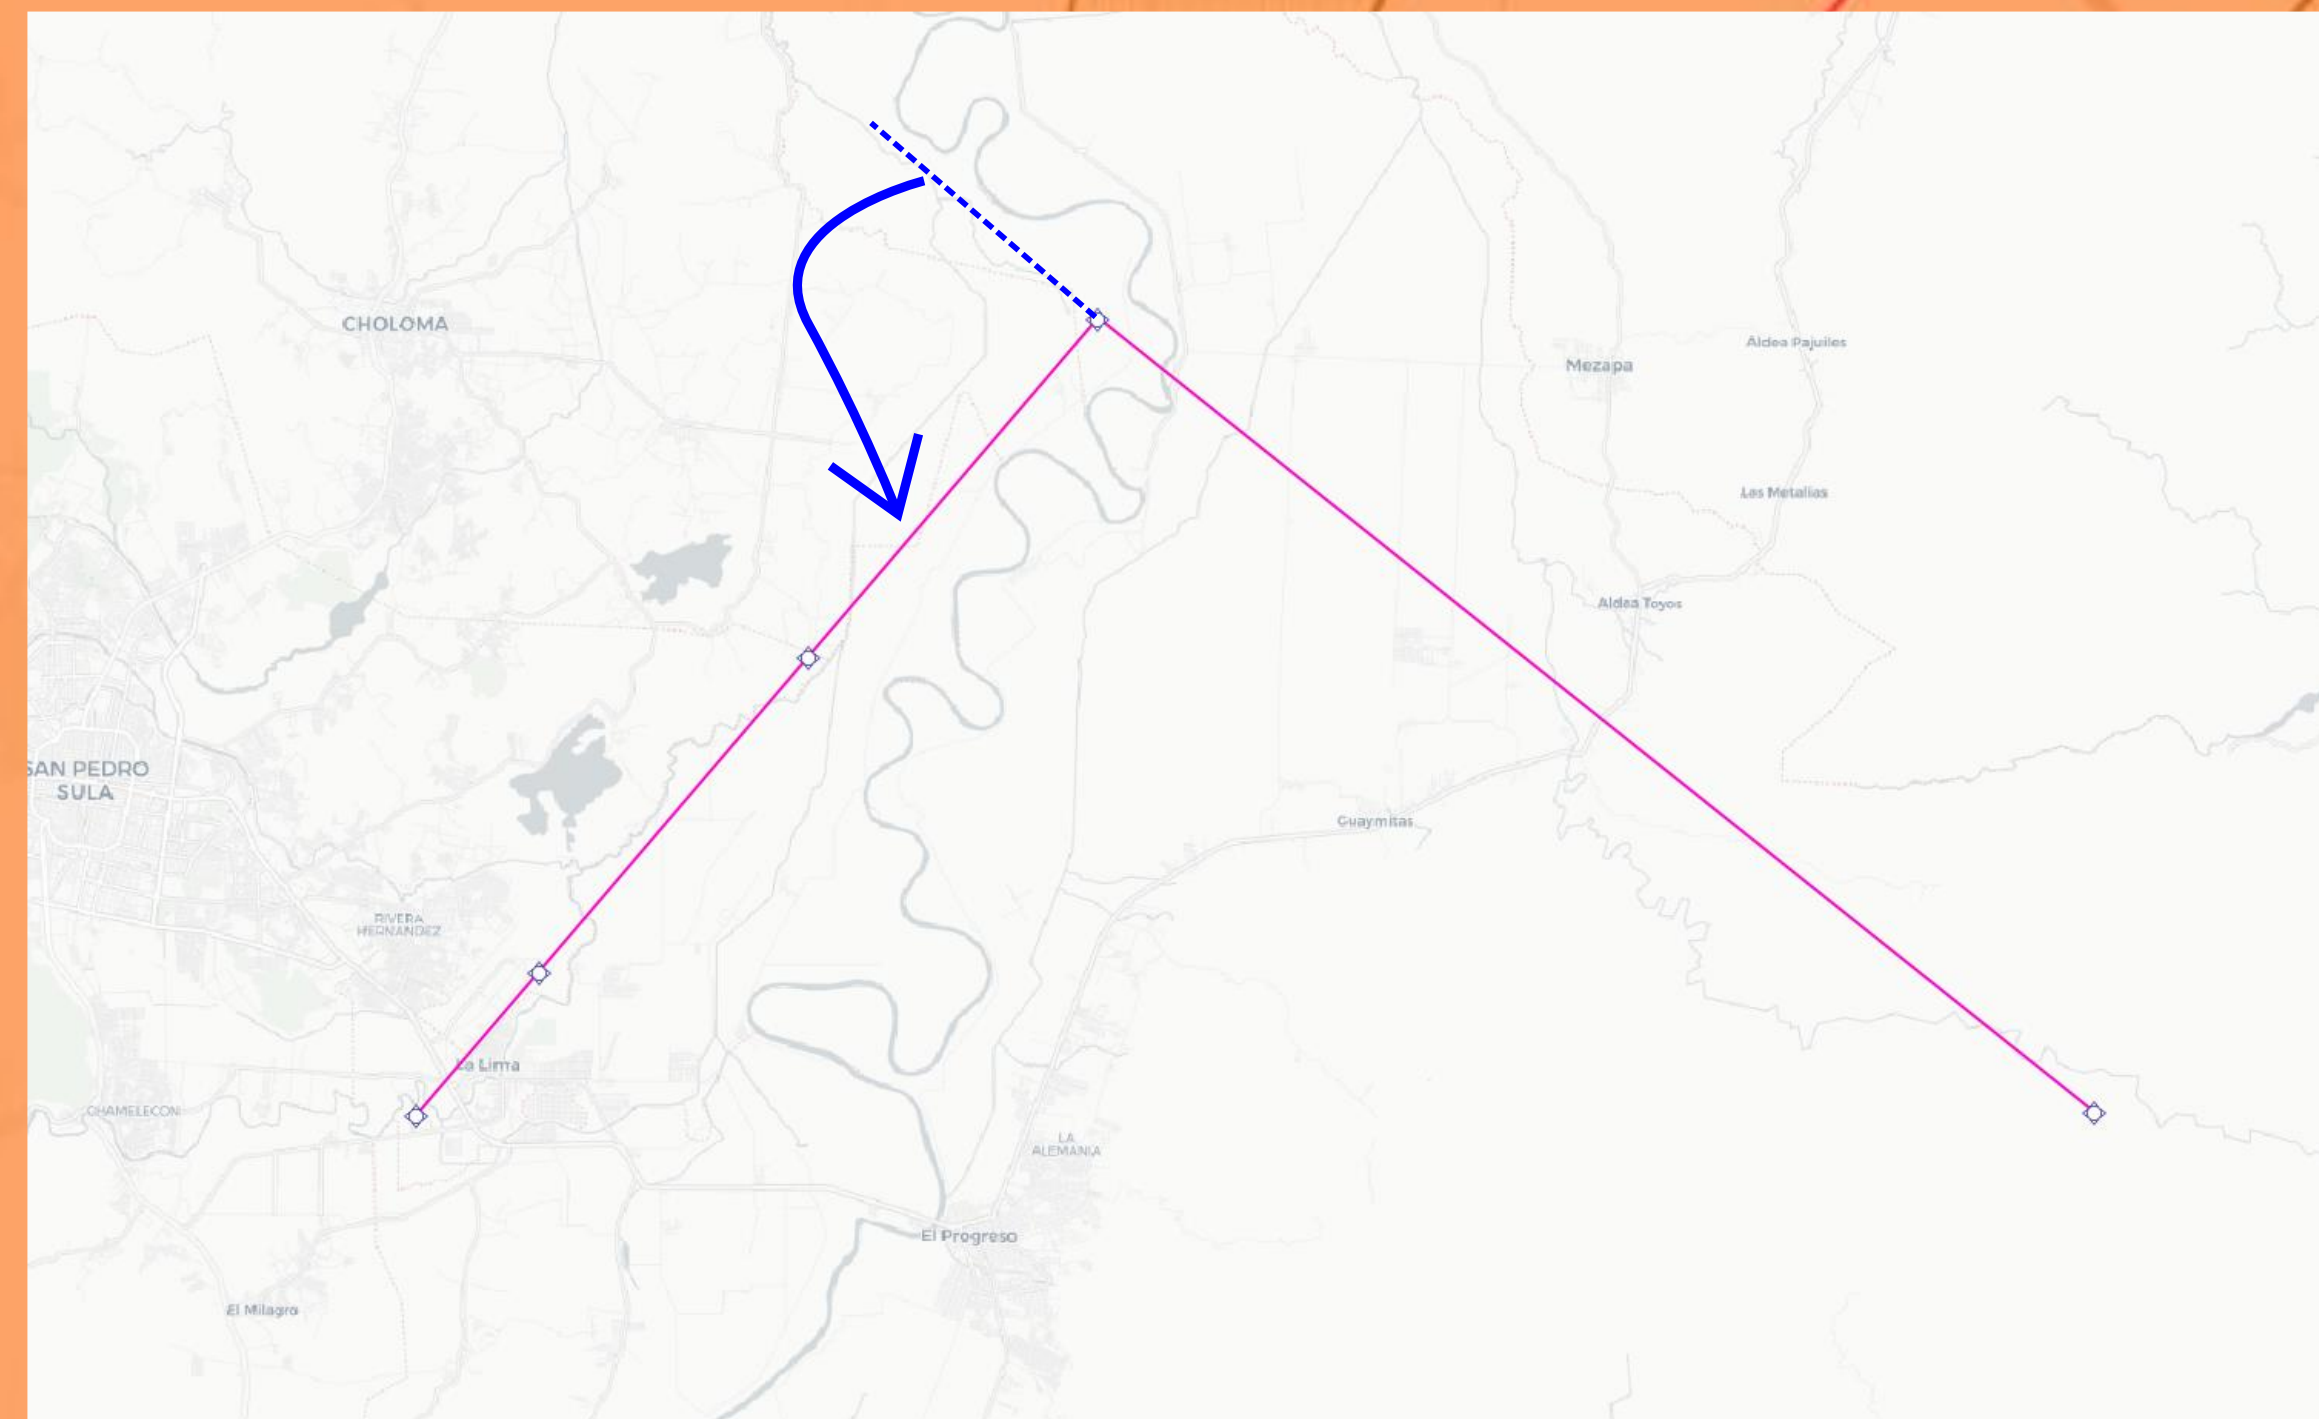 CHOLOMA
Mezapa
Aldea Pajuiles
Las Metalias
Aldea Toyos
SAN PEDRO
SULA
Guaymitas
RIVERA
HERNANDEZ
La Lima
CHAMELECON
LA
ALEMANIA
El Progreso
El Milagro